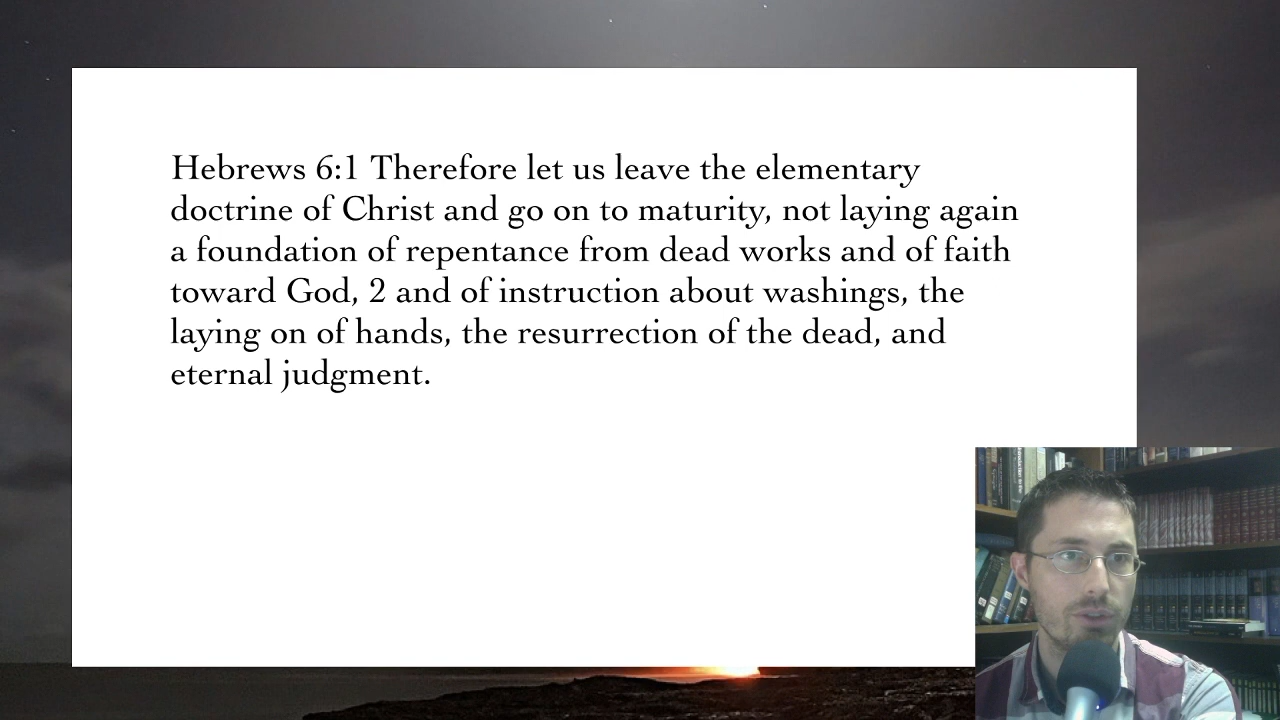 Hebrews 6:1 Therefore let us leave the elementary
doctrine of Christ and go on to maturity, not laying again
a foundation of repentance from dead works and of faith
toward God, 2 and of instruction about washings, the
laying on of hands, the resurrection of the dead, and
eternal judgment.